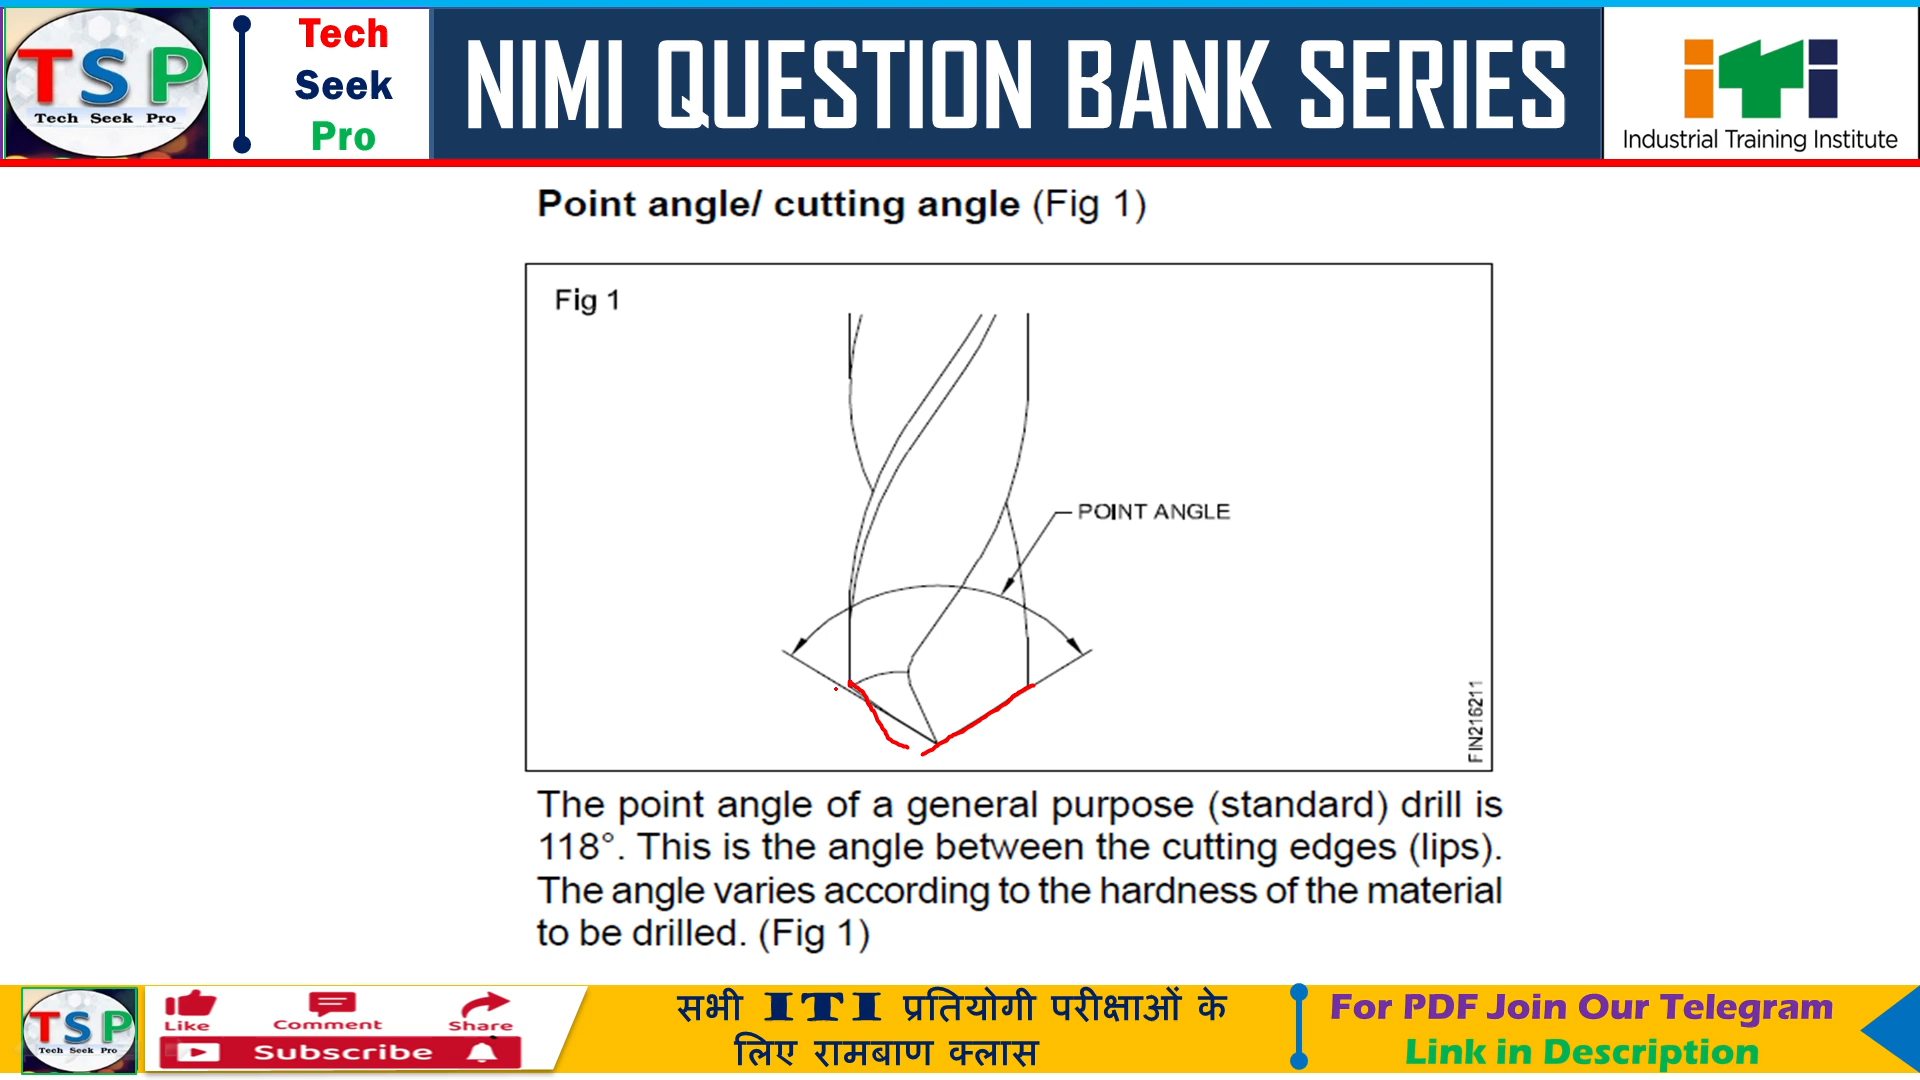 TSP
Tech Seek Pro
Tech
Seek
Pro
NIMI QUESTION BANK SERIES
iTi
Industrial Training Institute
Point angle/ cutting angle (Fig 1)
Fig 1
POINT ANGLE
FIN216211
The point angle of a general purpose (standard) drill is
118°. This is the angle between the cutting edges (lips).
The angle varies according to the hardness of the material
to be drilled. (Fig 1)
TSP
Tech Seek Pro
Like
Comment
Share
Subscribe
सभी ITI प्रतियोगी परीक्षाओं के
लिए रामबाण क्लास
For PDF Join Our Telegram
Link in Description